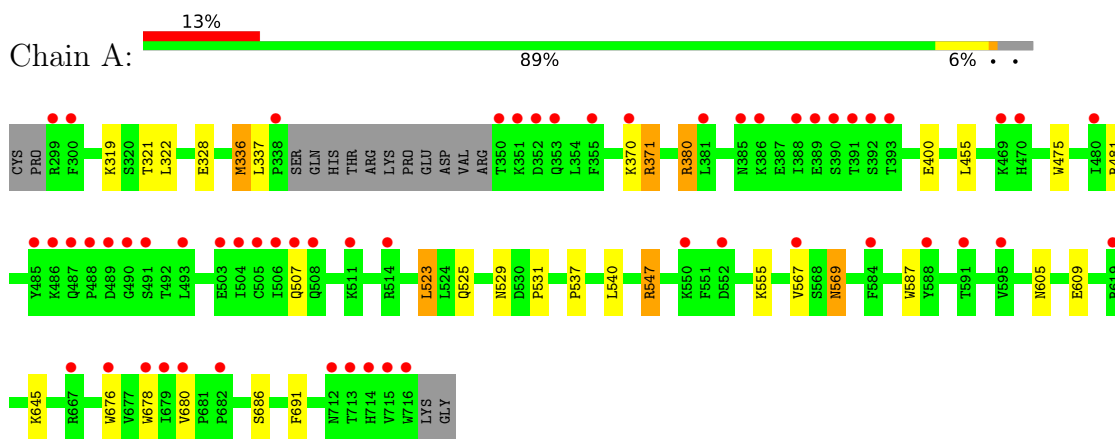 13%
Chain A:
89% 6% • •
CYS PRO R299 F300 K319 S320 T321 L322 E328 M336 L337 P338 SER GLN HIS THR ARG LYS PRO GLU ASP VAL ARG T350 K351 D352 Q353 L354 F355 K370 R371 R380 L381 N385 K386 E387 I388 E389 S390 T391 S392 T393 E400 L455 K469 H470 W475 I480
Y485 K486 Q487 P488 D489 G490 S491 T492 L493 E503 I504 C505 I506 Q507 Q508 K511 R514 L523 L524 Q525 N529 D530 P531 P537 L540 R547 K550 F551 D552 K555 V567 S568 N569 F584 W587 Y588 T591 V595 N605 E609
K645 R667 W676 V677 W678 I679 V680 P681 P682 S686 F691 N712 T713 H714 V715 W716 LYS GLY